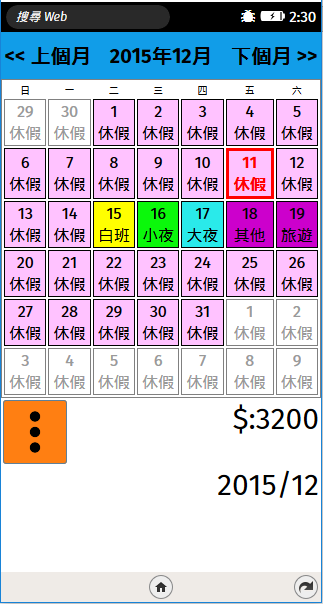 搜尋 Web 2:30
<< 上個月 2015年12月 下個月 >>
日 一 二 三 四 五 六
29 30 1 2 3 4 5
休假 休假 休假 休假 休假 休假 休假
6 7 8 9 10 11 12
休假 休假 休假 休假 休假 休假 休假
13 14 15 16 17 18 19
休假 休假 白班 小夜 大夜 其他 旅遊
20 21 22 23 24 25 26
休假 休假 休假 休假 休假 休假 休假
27 28 29 30 31 1 2
休假 休假 休假 休假 休假 休假 休假
3 4 5 6 7 8 9
休假 休假 休假 休假 休假 休假 休假
$:3200
2015/12